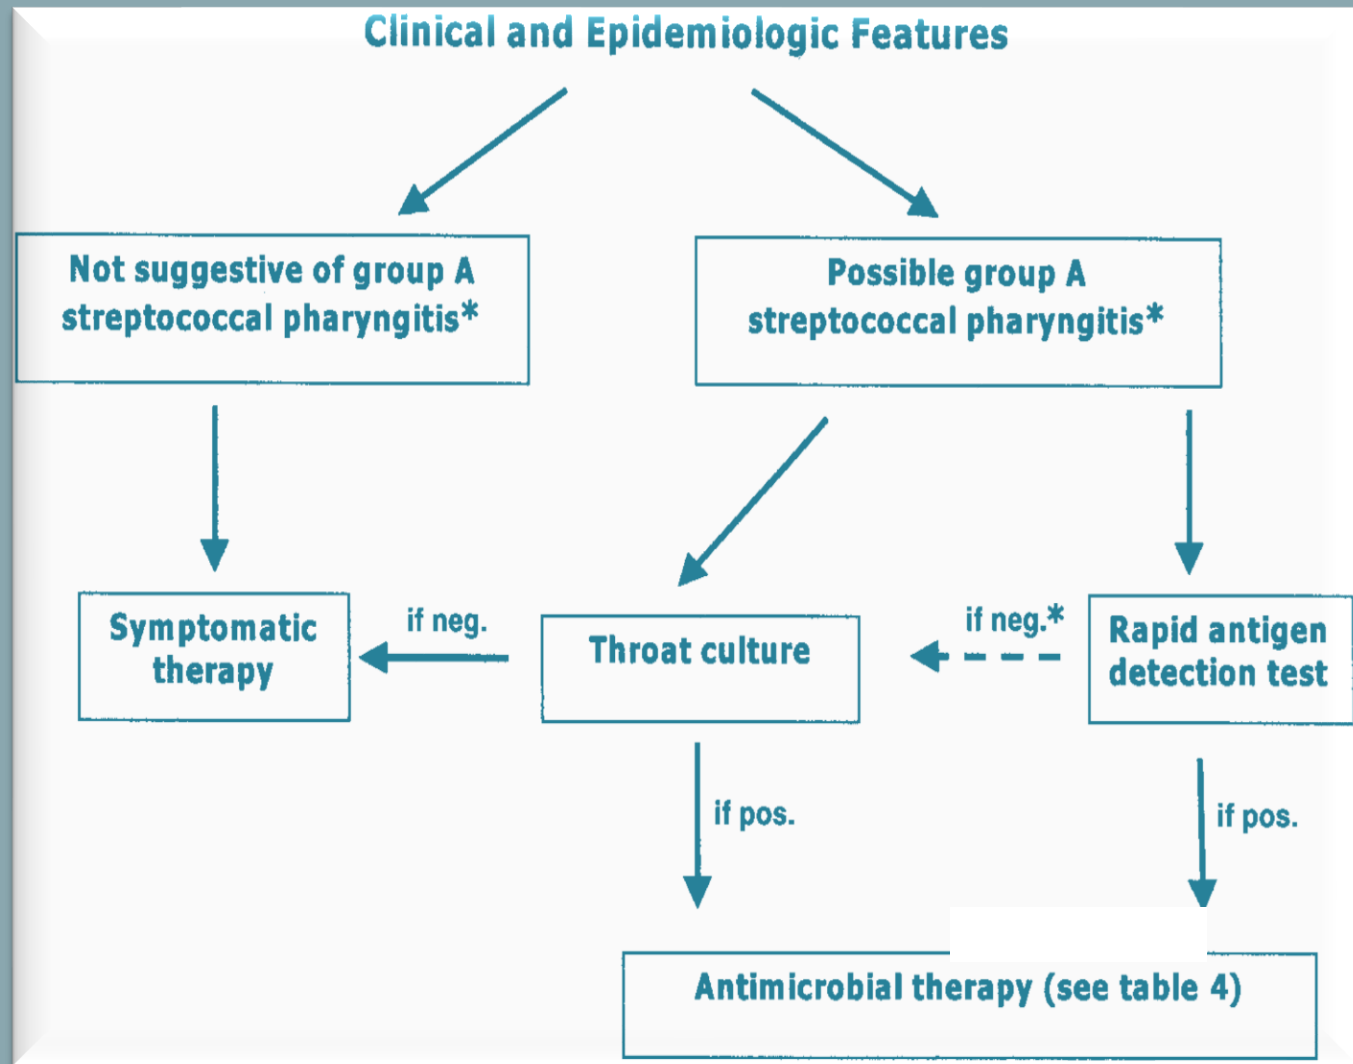 Clinical and Epidemiologic Features
Not suggestive of group A
streptococcal pharyngitis*
Possible group A
streptococcal pharyngitis*
Symptomatic
therapy
if neg.
Throat culture
if neg.*
Rapid antigen
detection test
if pos.
if pos.
Antimicrobial therapy (see table 4)